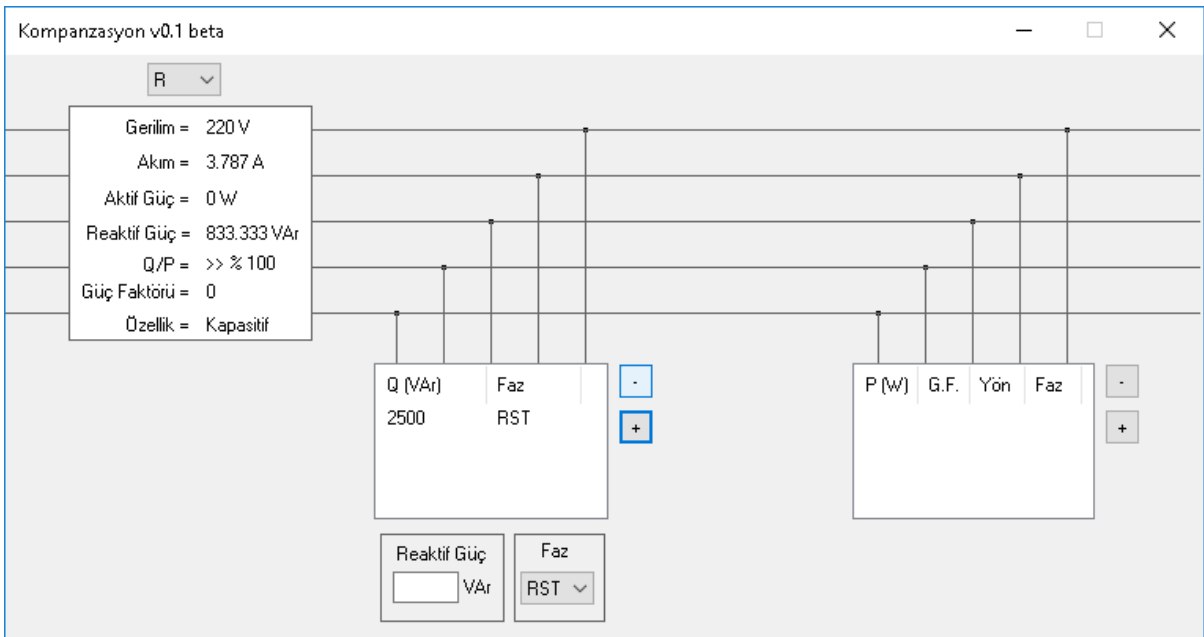 Kompanzasyon v0.1 beta
R
Gerilim = 220 V
Akım = 3.787 A
Aktif Güç = 0 W
Reaktif Güç = 833.333 VAr
Q/P = >> % 100
Güç Faktörü = 0
Özellik = Kapasitif
Q (VAr) Faz
2500 RST
-
+
P (W) G.F. Yön Faz
-
+
Reaktif Güç
VAr
Faz
RST